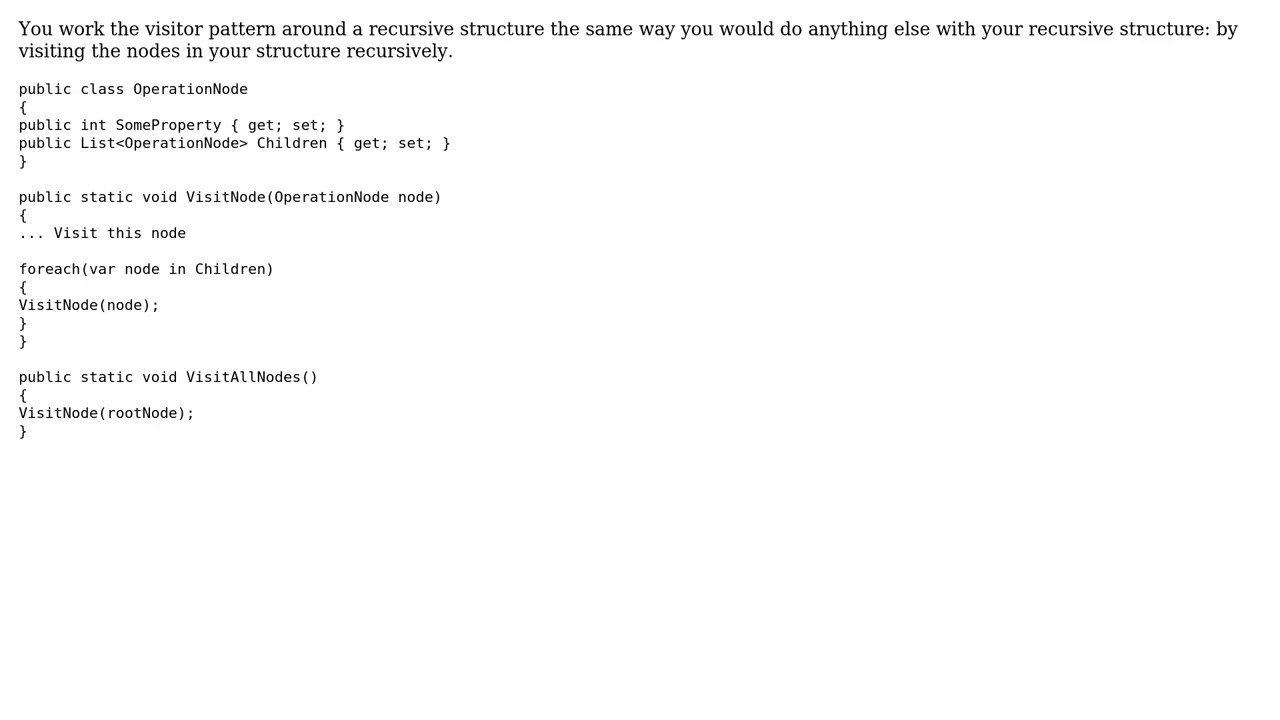 You work the visitor pattern around a recursive structure the same way you would do anything else with your recursive structure: by
visiting the nodes in your structure recursively.
public class OperationNode
{
public int SomeProperty { get; set; }
public List<OperationNode> Children { get; set; }
}
public static void VisitNode(OperationNode node)
{
... Visit this node
foreach(var node in Children)
{
VisitNode(node);
}
}
public static void VisitAllNodes()
{
VisitNode(rootNode);
}